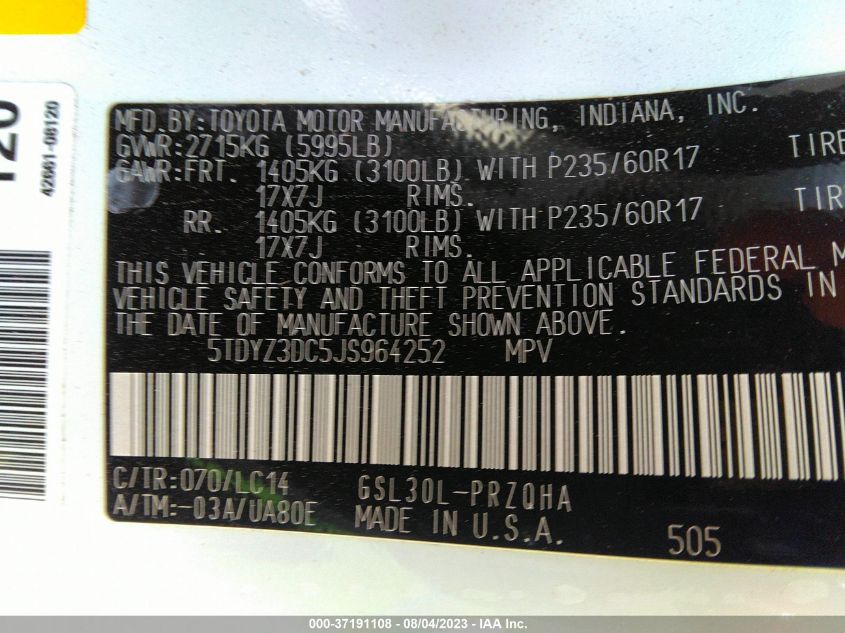 120
42661-08120
MFD.BY:TOYOTA MOTOR MANUFACTURING, INDIANA, INC.
GVWR:2715KG (5995LB)
GAWR:FRT. 1405KG (3100LB) WITH P235/60R17 TIRE
17X7J RIMS.
RR. 1405KG (3100LB) WITH P235/60R17 TIRE
17X7J RIMS.
THIS VEHICLE CONFORMS TO ALL APPLICABLE FEDERAL M
VEHICLE SAFETY AND THEFT PREVENTION STANDARDS IN
THE DATE OF MANUFACTURE SHOWN ABOVE.
5TDYZ3DC5JS964252 MPV
C/TR:070/LC14 GSL30L-PRZQHA
A/TM:-03A/UA80E MADE IN U.S.A. 505
000-37191108 - 08/04/2023 - IAA Inc.